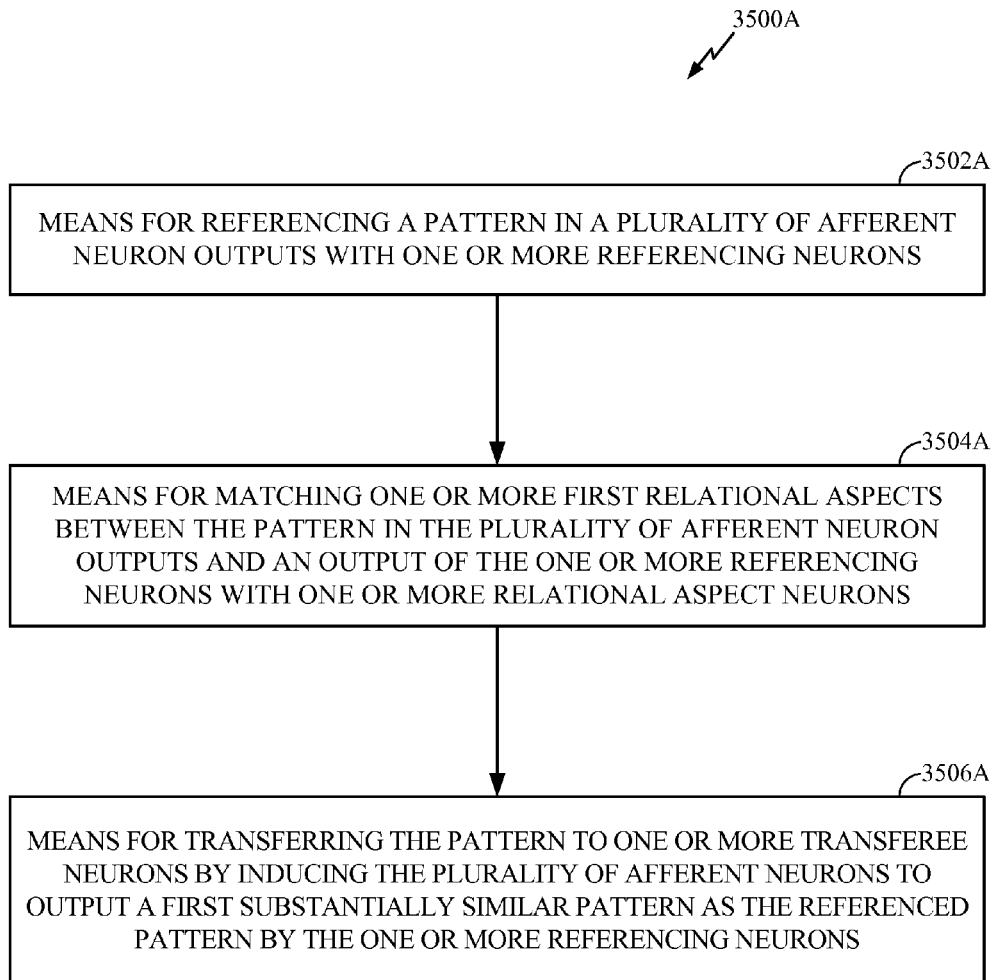 3500A
3502A
MEANS FOR REFERENCING A PATTERN IN A PLURALITY OF AFFERENT
NEURON OUTPUTS WITH ONE OR MORE REFERENCING NEURONS
3504A
MEANS FOR MATCHING ONE OR MORE FIRST RELATIONAL ASPECTS
BETWEEN THE PATTERN IN THE PLURALITY OF AFFERENT NEURON
OUTPUTS AND AN OUTPUT OF THE ONE OR MORE REFERENCING
NEURONS WITH ONE OR MORE RELATIONAL ASPECT NEURONS
3506A
MEANS FOR TRANSFERRING THE PATTERN TO ONE OR MORE TRANSFEREE
NEURONS BY INDUCING THE PLURALITY OF AFFERENT NEURONS TO
OUTPUT A FIRST SUBSTANTIALLY SIMILAR PATTERN AS THE REFERENCED
PATTERN BY THE ONE OR MORE REFERENCING NEURONS